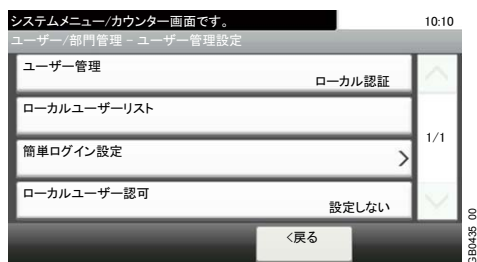 システムメニュー/カウンター画面です。
10:10
ユーザー/部門管理 - ユーザー管理設定
ユーザー管理
ローカル認証
ローカルユーザーリスト
1/1
簡単ログイン設定
ローカルユーザー認可
設定しない
<戻る
GB0435 00